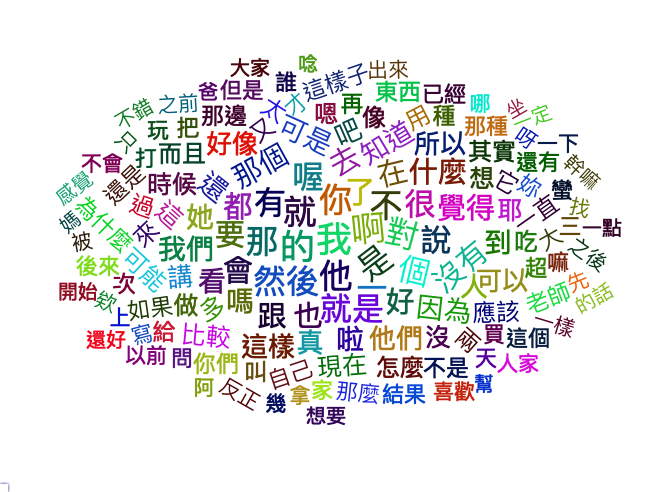 唸
大家
誰
這樣子
出來
爸
但是
東西
已經
哪
坐
一定
不錯
之前
那邊
大
才
再
嗯
像
用
種
那種
呀
一下
只
玩
把
好像
又
可是
吧
去
知道
所以
其實
還有
幹嘛
不會
打
而且
那個
喔
在
什麼
想
它
妳
蠻
感覺
還是
時候
還
你
了
不
很
覺得
耶
一直
找
媽
為什麼
過
這
她
都
有
就
啊
對
說
到
吃
大
三
一點
被
來
我們
要
那
的
我
是
個
沒有
超
嘛
之後
後來
可能
講
看
會
然後
他
一
人
可以
老師
先
的話
開始
次
欸
如果
做
多
嗎
跟
也
就是
好
因為
應該
一樣
上
還好
寫
給
比較
這樣
真
啦
他們
沒
兩
買
這個
以前
問
你們
叫
自己
現在
怎麼
不是
天
人家
阿
反正
幾
拿
家
那麼
結果
喜歡
幫
想要